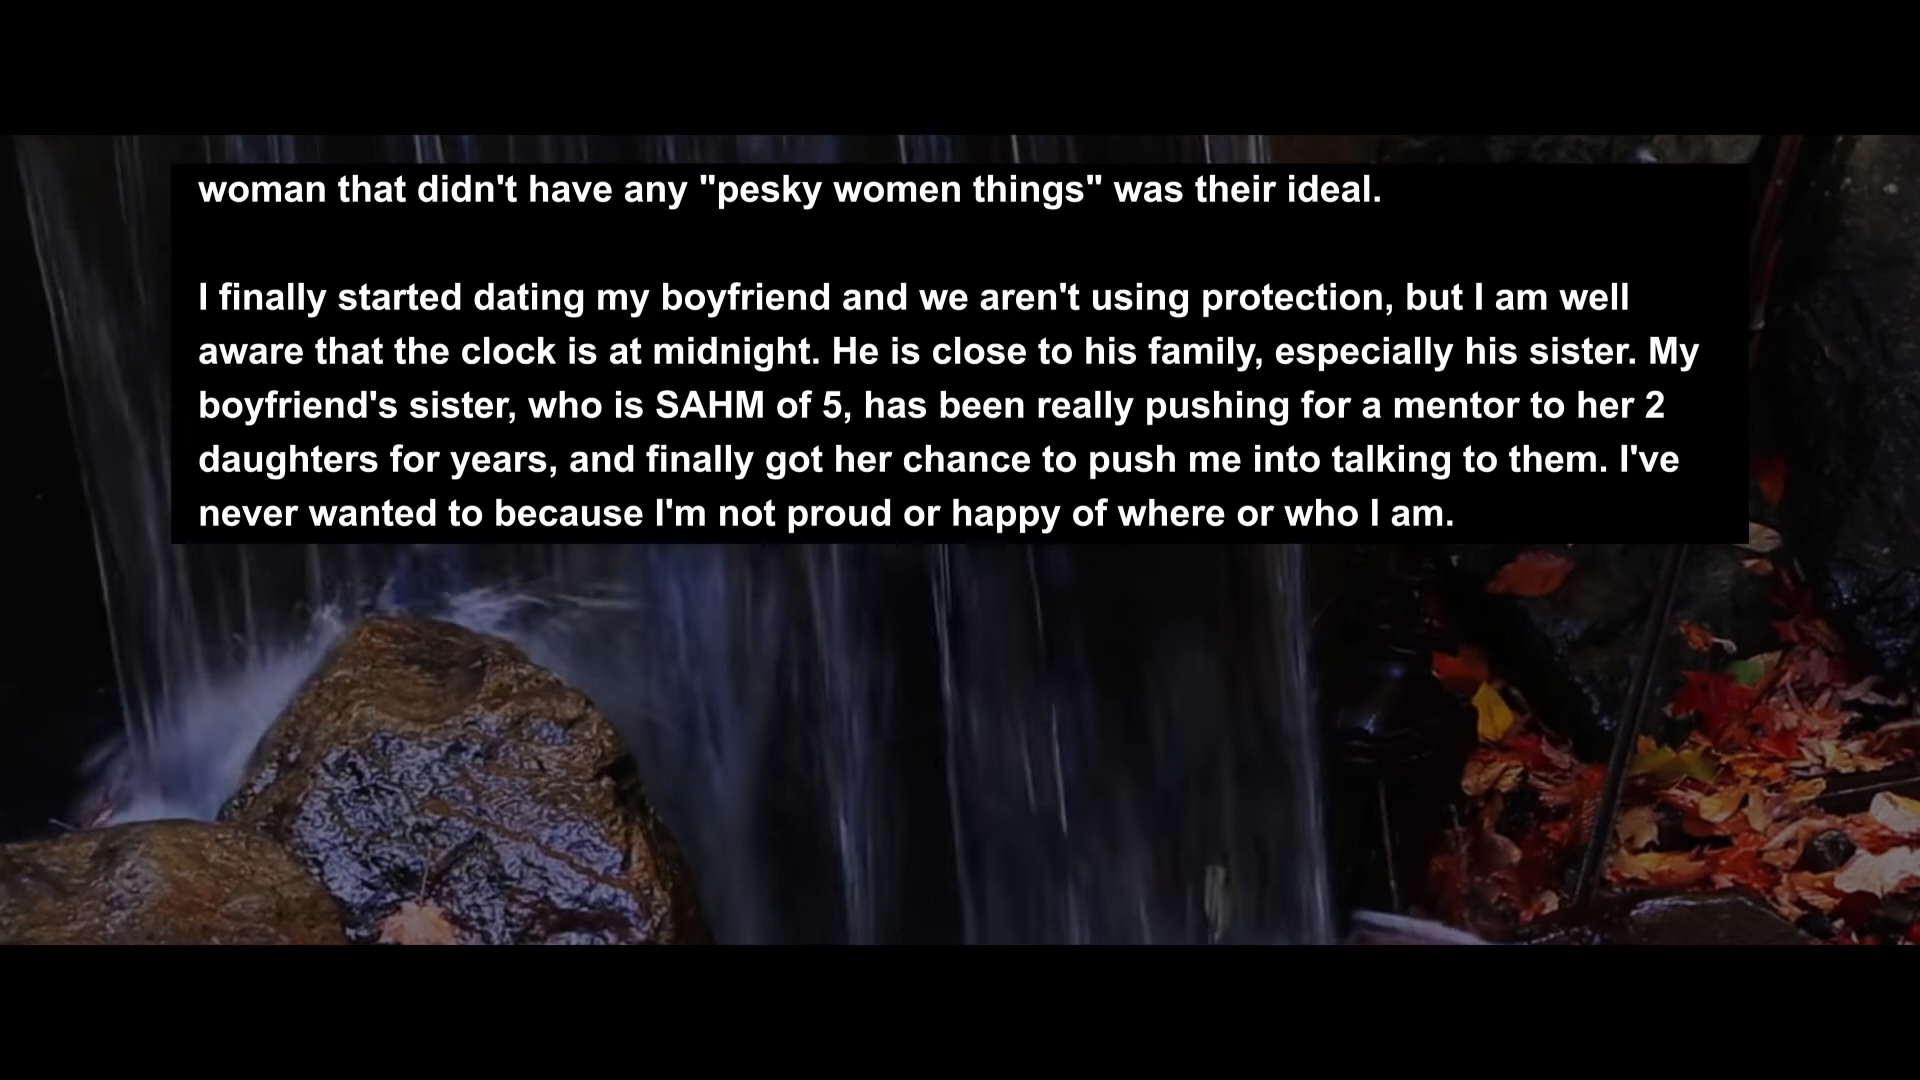 woman that didn't have any "pesky women things" was their ideal.
I finally started dating my boyfriend and we aren't using protection, but I am well
aware that the clock is at midnight. He is close to his family, especially his sister. My
boyfriend's sister, who is SAHM of 5, has been really pushing for a mentor to her 2
daughters for years, and finally got her chance to push me into talking to them. I've
never wanted to because I'm not proud or happy of where or who I am.